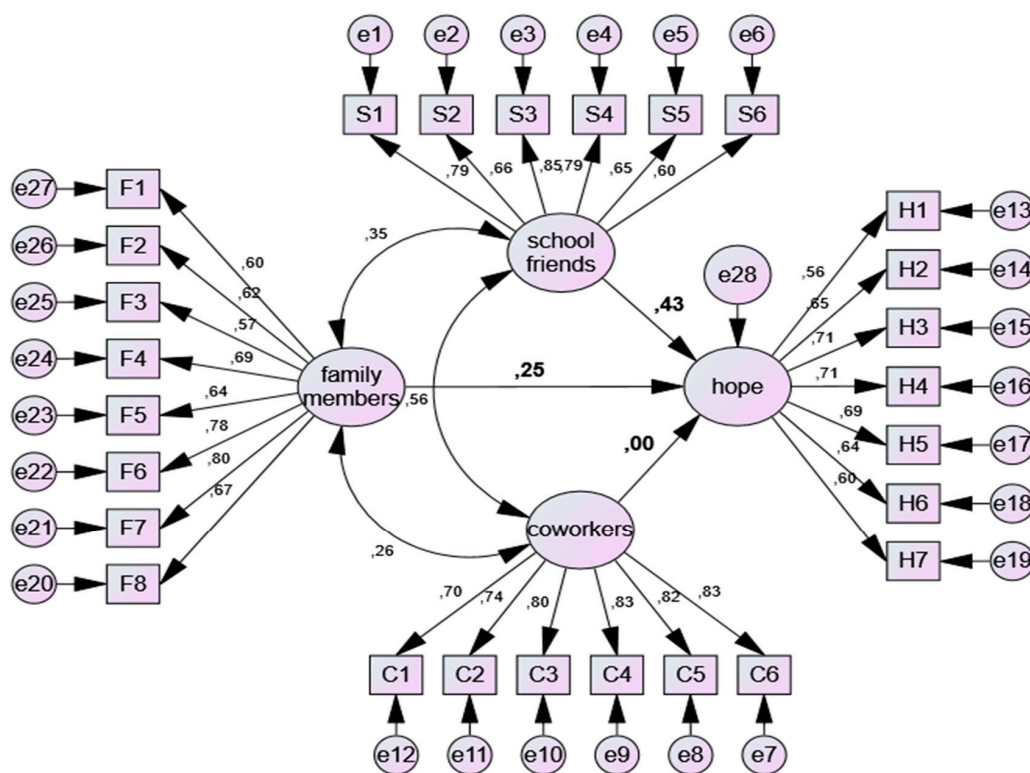 e1 e2 e3 e4 e5 e6
S1 S2 S3 S4 S5 S6
,79 ,66 ,85 ,79 ,65 ,60
e27 F1
e26 F2
e25 F3
e24 F4
e23 F5
e22 F6
e21 F7
e20 F8
,60
,62
,57
,69
,64
,78
,80
,67
family
members
,35
,56
,26
school
friends
,43
,25
,00
e28
hope
coworkers
,56
,65
,71
,71
,69
,64
,60
H1 e13
H2 e14
H3 e15
H4 e16
H5 e17
H6 e18
H7 e19
,70 ,74 ,80 ,83 ,82 ,83
C1 C2 C3 C4 C5 C6
e12 e11 e10 e9 e8 e7